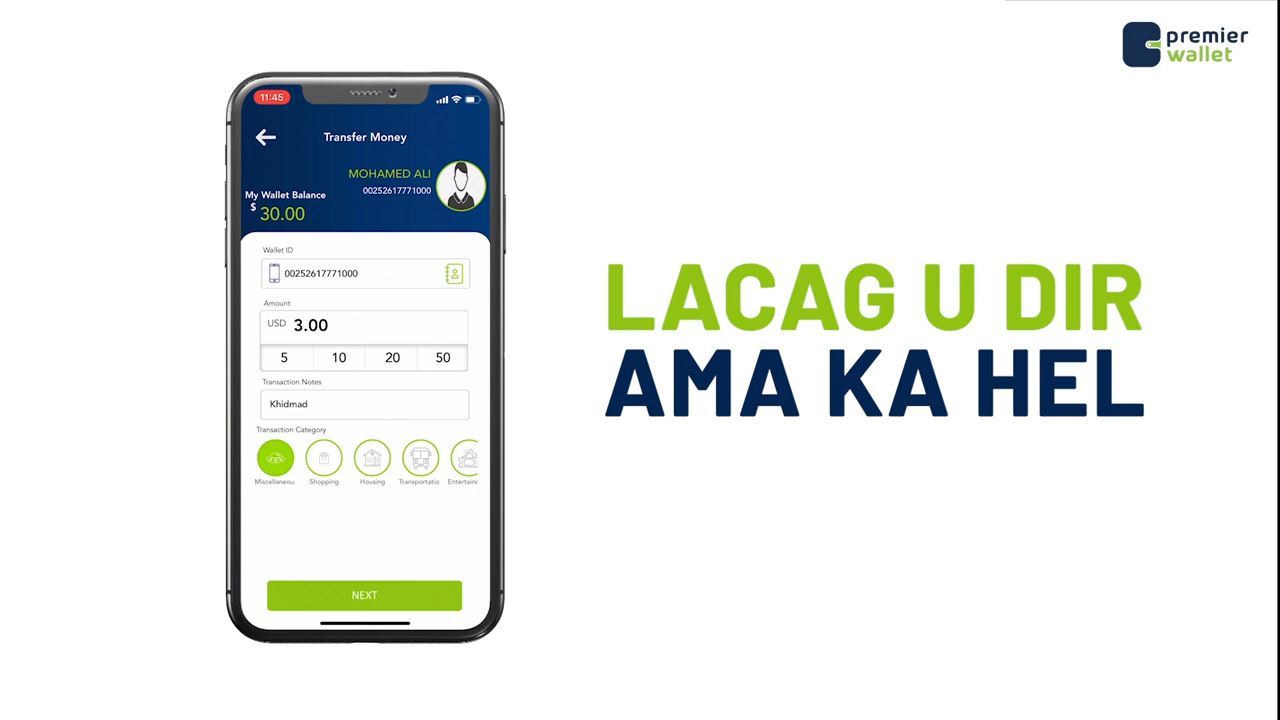 premier
wallet
11:45
Transfer Money
MOHAMED ALI
00252617771000
My Wallet Balance
$ 30.00
Wallet ID
00252617771000
Amount
USD 3.00
5 10 20 50
Transaction Notes
Khidmad
Transaction Category
Miscellaneou Shopping Housing Transportatio Entertainm
NEXT
LACAG U DIR
AMA KA HEL